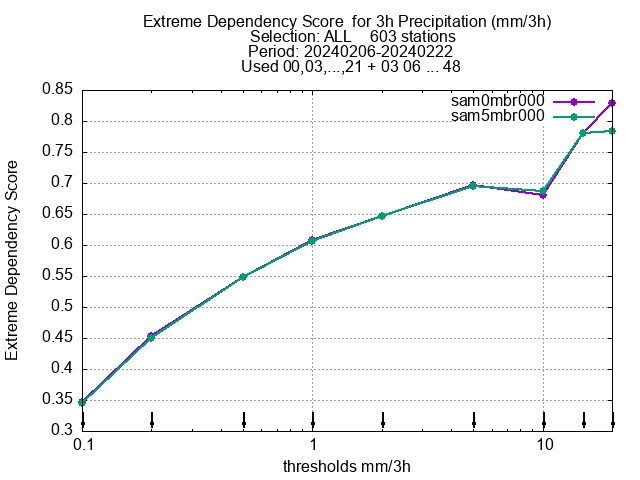 Extreme Dependency Score  for 3h Precipitation (mm/3h)
Selection: ALL    603 stations
Period: 20240206-20240222
Used 00,03,...,21 + 03 06 ... 48
sam0mbr000
sam5mbr000
0.85
0.8
0.75
0.7
0.65
0.6
0.55
0.5
0.45
0.4
0.35
0.3
Extreme Dependency Score
0.1
1
10
thresholds mm/3h